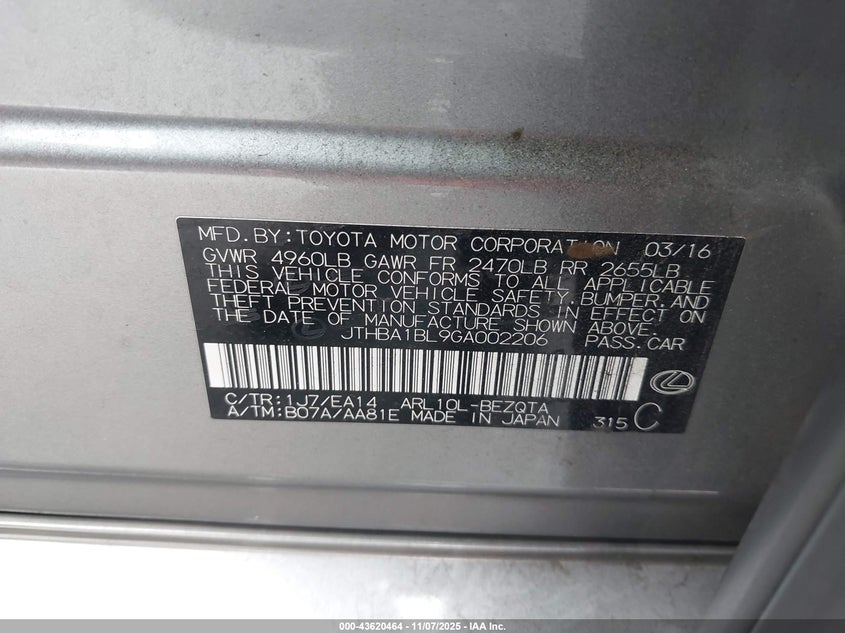 MFD. BY: TOYOTA MOTOR CORPORATION 03/16
GVWR 4960LB GAWR FR 2470LB RR 2655LB
THIS VEHICLE CONFORMS TO ALL APPLICABLE
FEDERAL MOTOR VEHICLE SAFETY, BUMPER, AND
THEFT PREVENTION STANDARDS IN EFFECT ON
THE DATE OF MANUFACTURE SHOWN ABOVE.
JTHBA1BL9GA002206 PASS. CAR
C/TR: 1J7/EA14 ARL10L-BEZQTA
A/TM: B07A/AA81E MADE IN JAPAN 315 C
000-43620464 - 11/07/2025 - IAA Inc.